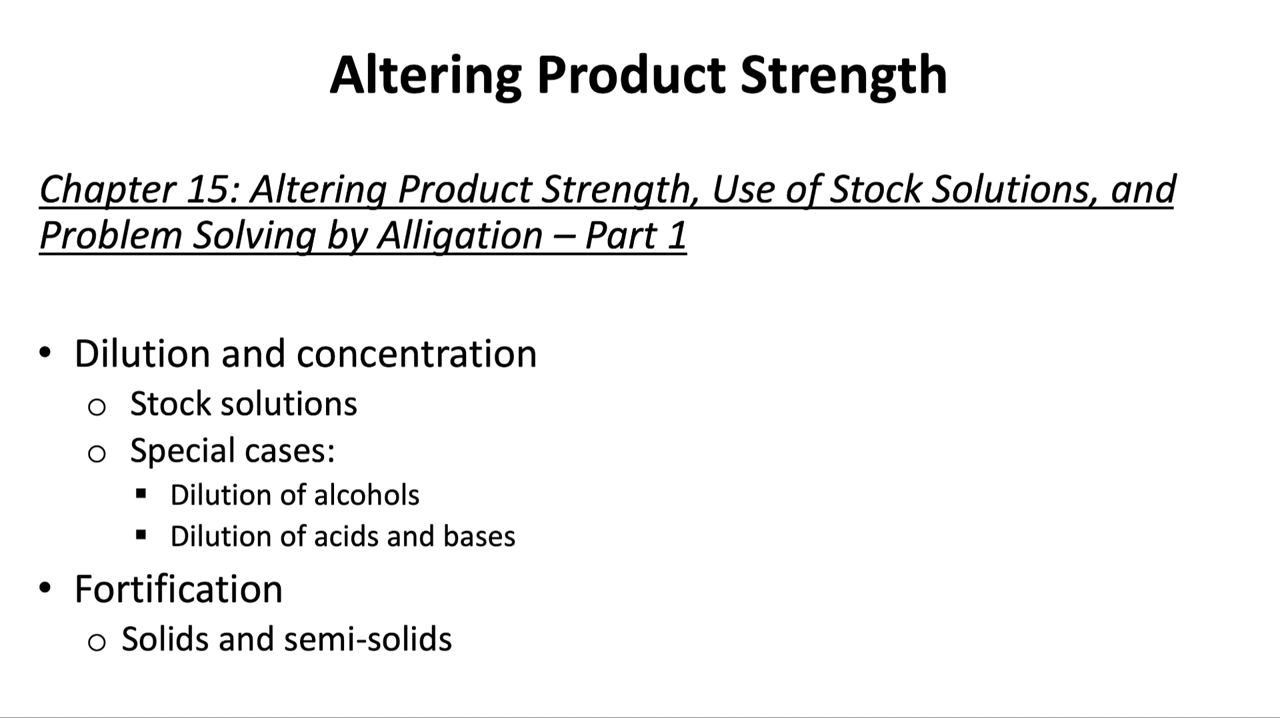 Altering Product Strength
Chapter 15: Altering Product Strength, Use of Stock Solutions, and
Problem Solving by Alligation – Part 1
• Dilution and concentration
o Stock solutions
o Special cases:
▪ Dilution of alcohols
▪ Dilution of acids and bases
• Fortification
o Solids and semi-solids